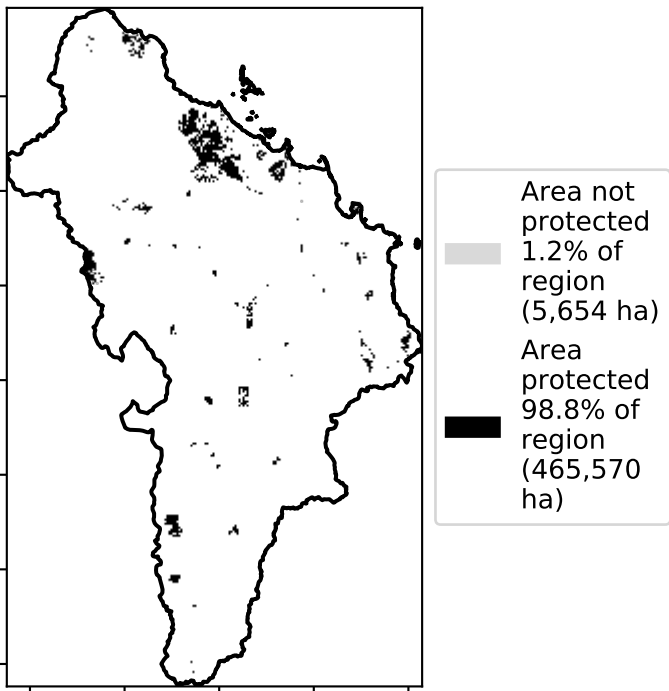 Area not
protected
1.2% of
region
(5,654 ha)
Area
protected
98.8% of
region
(465,570
ha)